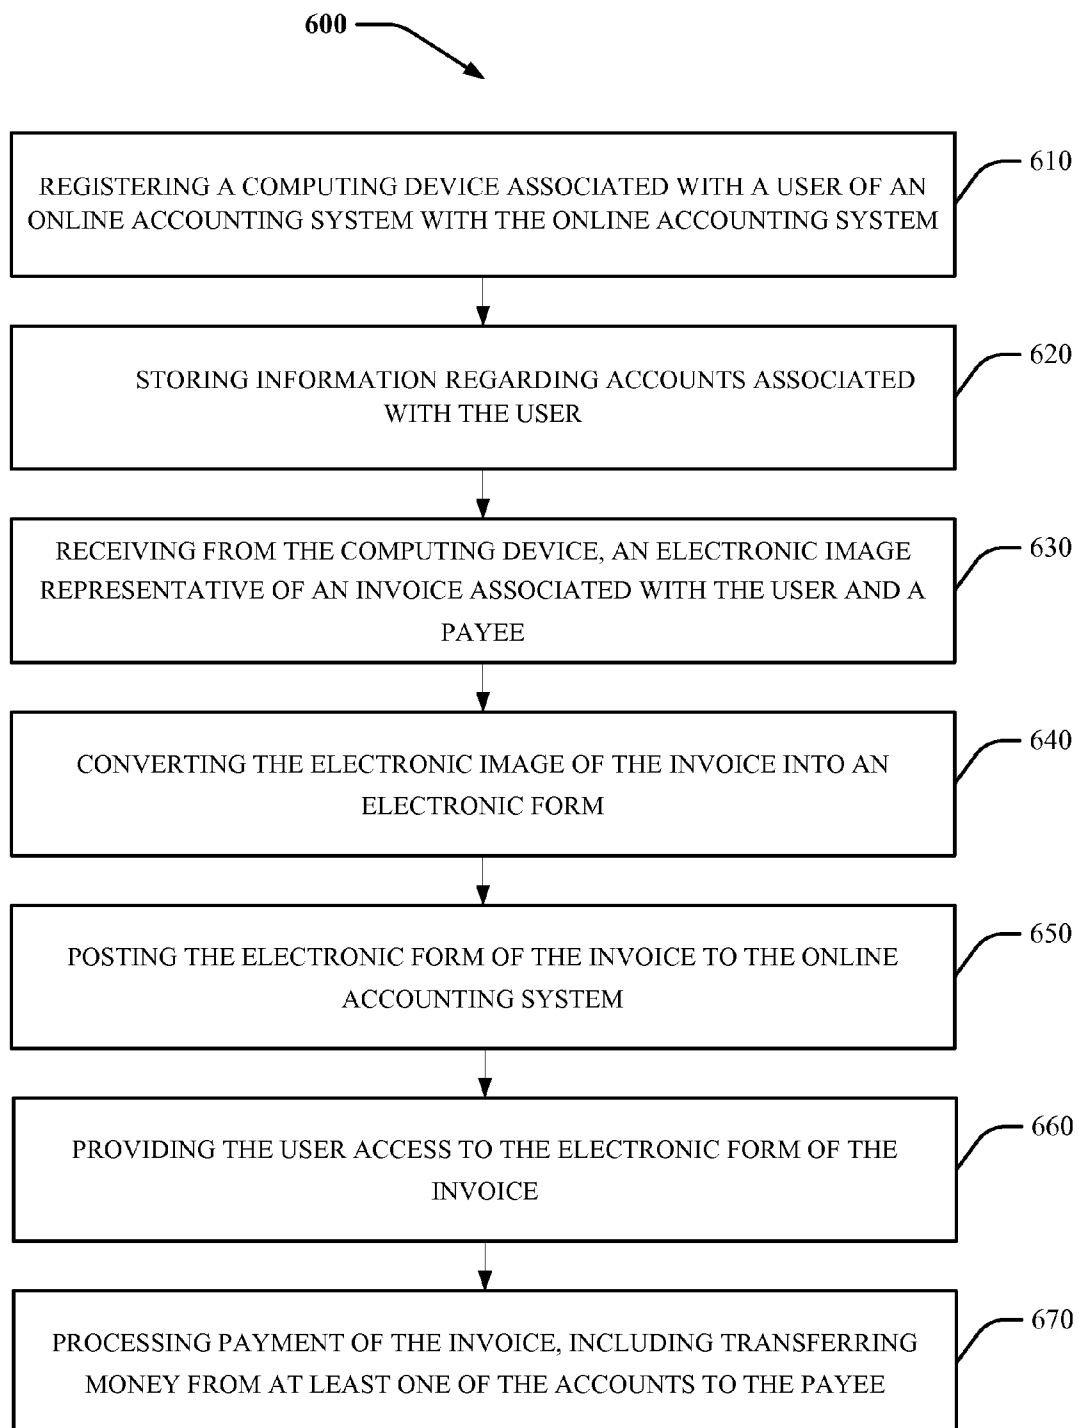 600
REGISTERING A COMPUTING DEVICE ASSOCIATED WITH A USER OF AN
ONLINE ACCOUNTING SYSTEM WITH THE ONLINE ACCOUNTING SYSTEM
610
STORING INFORMATION REGARDING ACCOUNTS ASSOCIATED
WITH THE USER
620
RECEIVING FROM THE COMPUTING DEVICE, AN ELECTRONIC IMAGE
REPRESENTATIVE OF AN INVOICE ASSOCIATED WITH THE USER AND A
PAYEE
630
CONVERTING THE ELECTRONIC IMAGE OF THE INVOICE INTO AN
ELECTRONIC FORM
640
POSTING THE ELECTRONIC FORM OF THE INVOICE TO THE ONLINE
ACCOUNTING SYSTEM
650
PROVIDING THE USER ACCESS TO THE ELECTRONIC FORM OF THE
INVOICE
660
PROCESSING PAYMENT OF THE INVOICE, INCLUDING TRANSFERRING
MONEY FROM AT LEAST ONE OF THE ACCOUNTS TO THE PAYEE
670